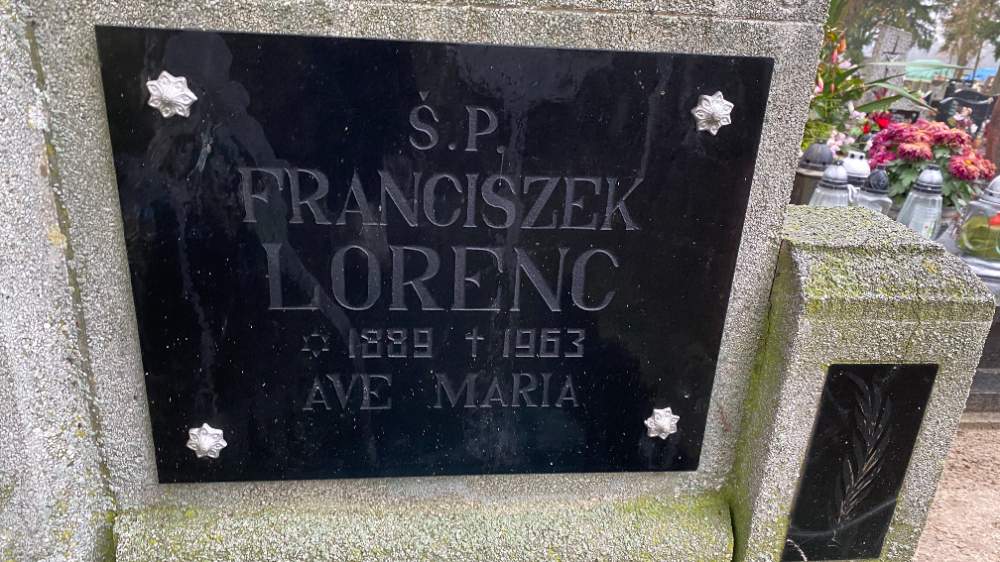 Ś.P.
FRANCISZEK
LORENC
✡ 1889 † 1963
AVE MARIA